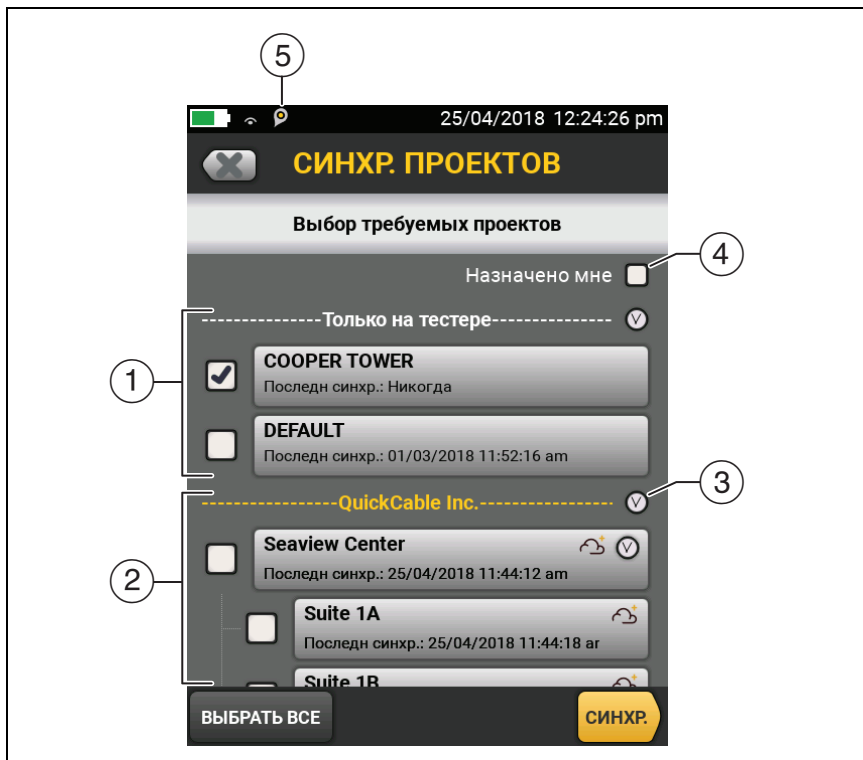 5
25/04/2018 12:24:26 pm
СИНХР. ПРОЕКТОВ
Выбор требуемых проектов
4
Назначено мне
Только на тестере
1
COOPER TOWER
Последн синхр.: Никогда
DEFAULT
Последн синхр.: 01/03/2018 11:52:16 am
3
QuickCable Inc.
2
Seaview Center
Последн синхр.: 25/04/2018 11:44:12 am
Suite 1A
Последн синхр.: 25/04/2018 11:44:18 ar
Suite 1B
ВЫБРАТЬ ВСЕ
СИНХР.